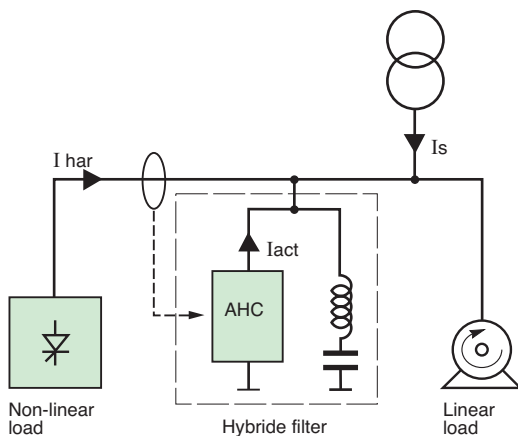 Is
I har
Iact
AHC
Non-linear
load
Hybride filter
Linear
load